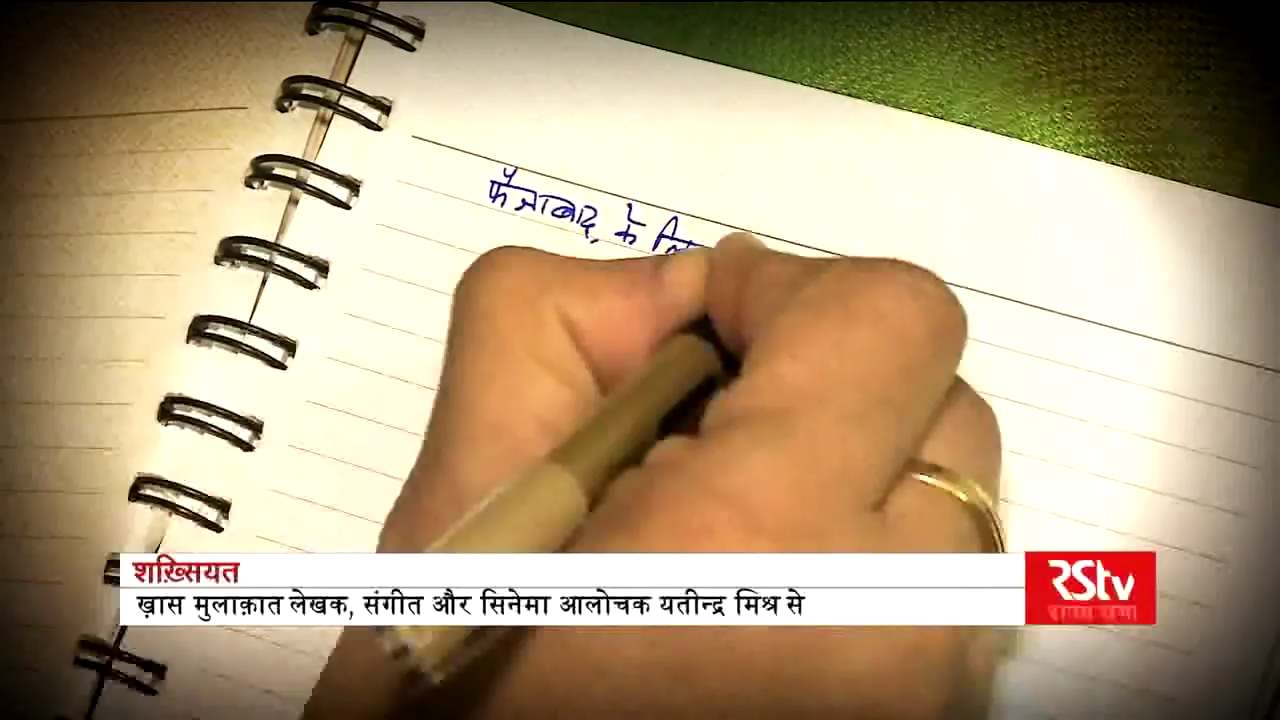 फैजाबाद, के
शख़्सियत
ख़ास मुलाक़ात लेखक, संगीत और सिनेमा आलोचक यतीन्द्र मिश्र से
RStv